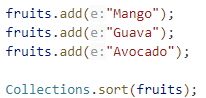 fruits.add(e:"Mango");
fruits.add(e:"Guava");
fruits.add(e:"Avocado");
Collections.sort(fruits);